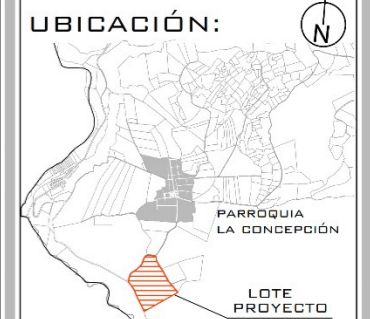 UBICACIÓN:
N
PARROQUIA
LA CONCEPCIÓN
LOTE
PROYECTO